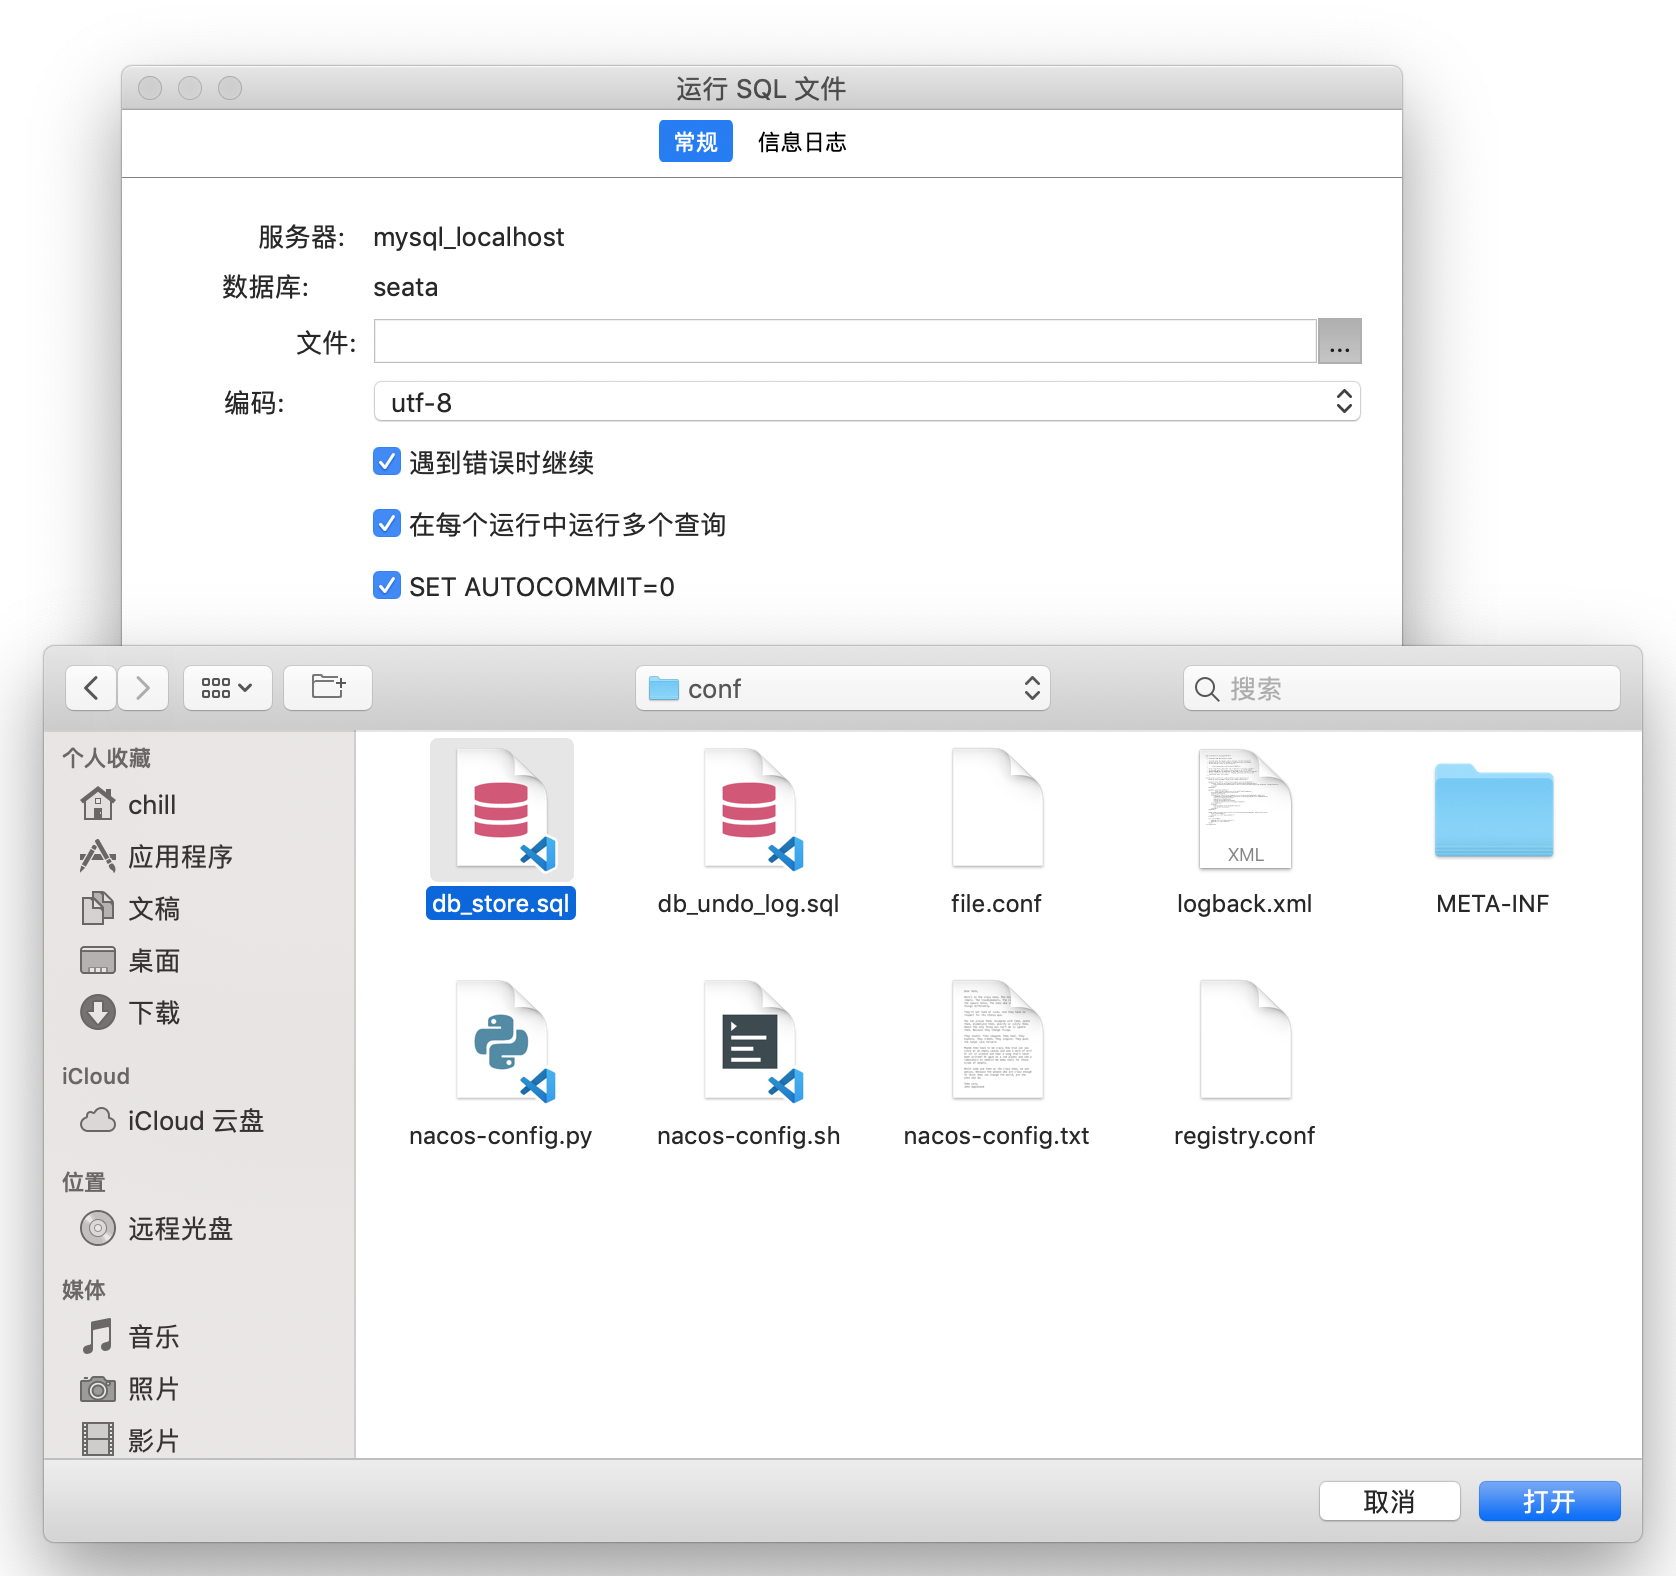 运行 SQL 文件
常规 信息日志
服务器: mysql_localhost
数据库: seata
文件: ...
编码: utf-8
遇到错误时继续
在每个运行中运行多个查询
SET AUTOCOMMIT=0
conf 搜索
个人收藏
chill
应用程序
文稿
桌面
下载
iCloud
iCloud 云盘
位置
远程光盘
媒体
音乐
照片
影片
XML
db_store.sql db_undo_log.sql file.conf logback.xml META-INF
nacos-config.py nacos-config.sh nacos-config.txt registry.conf
取消 打开